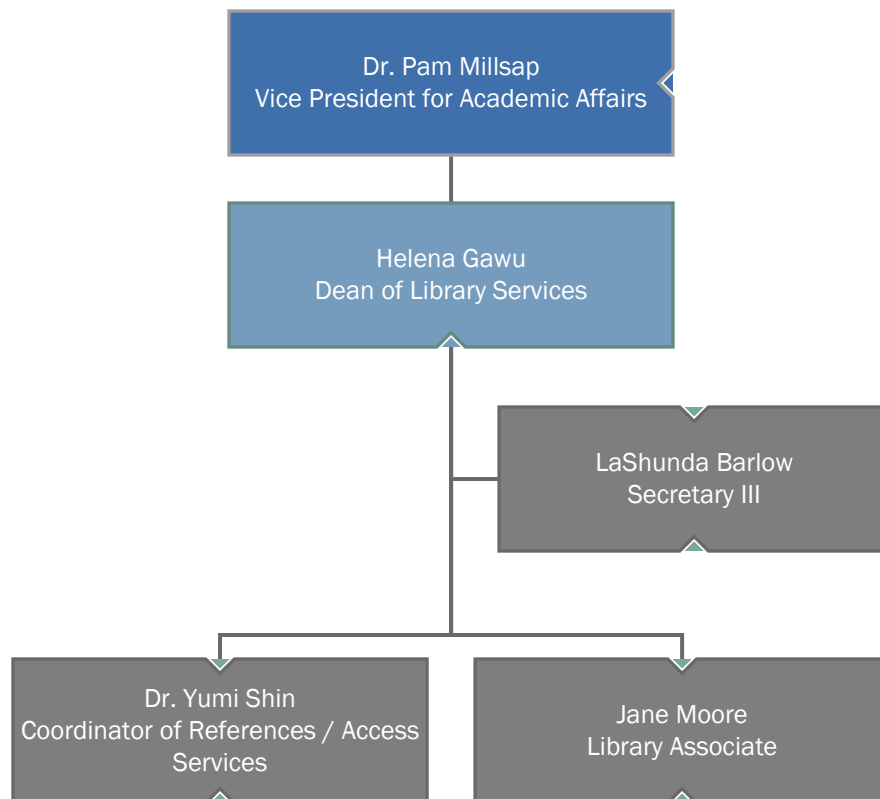 Dr. Pam Millsap
Vice President for Academic Affairs
Helena Gawu
Dean of Library Services
LaShunda Barlow
Secretary III
Dr. Yumi Shin
Coordinator of References / Access
Services
Jane Moore
Library Associate